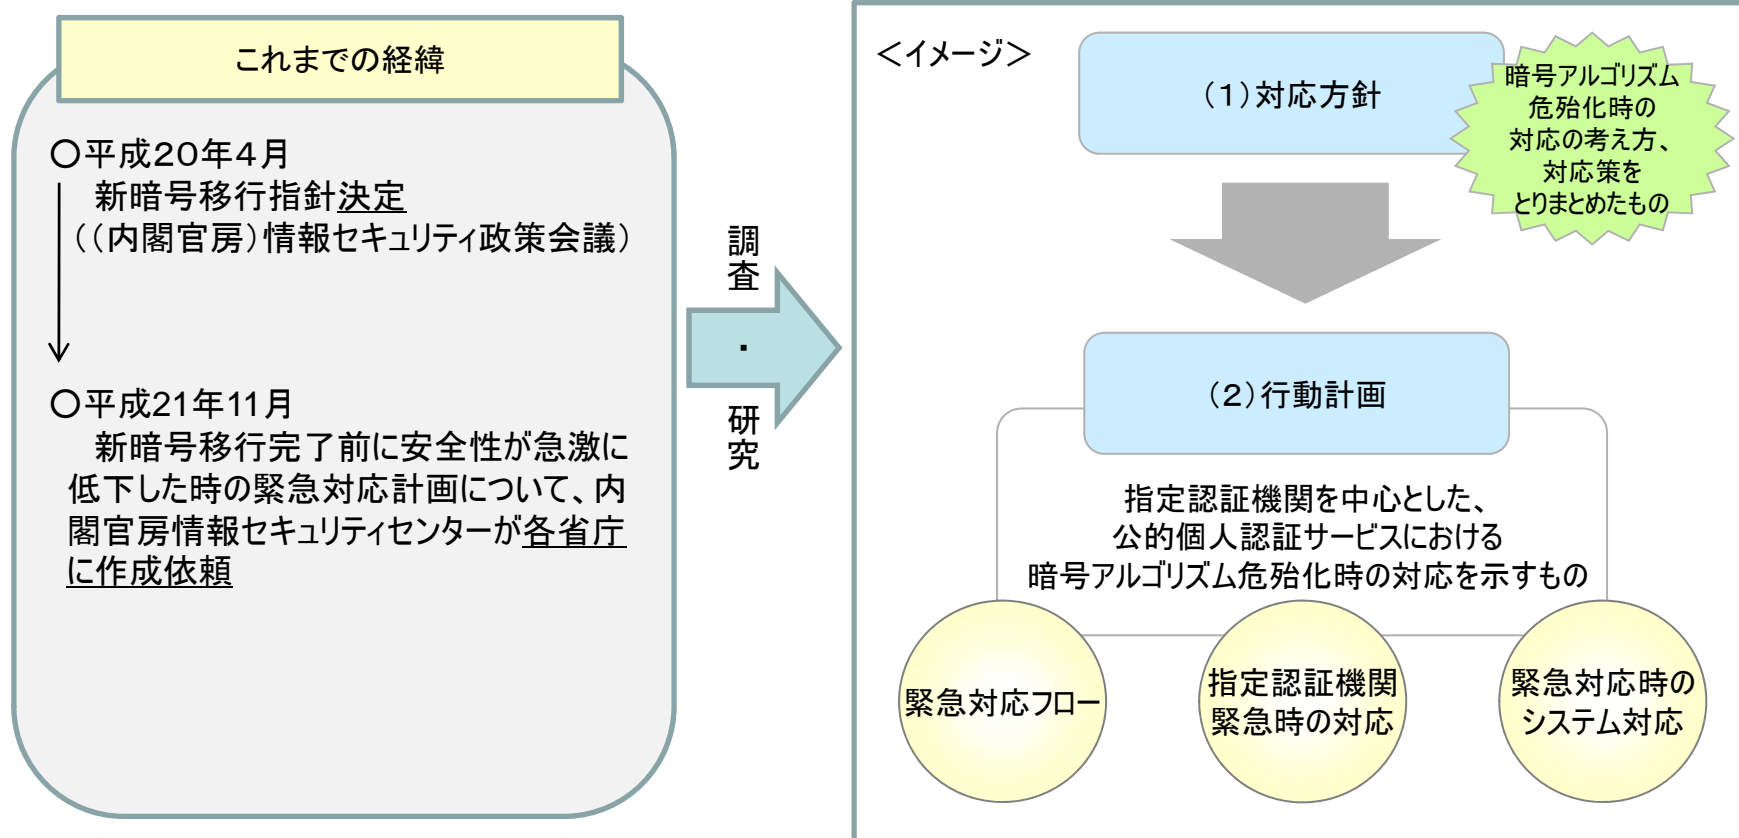 これまでの経緯
○平成20年4月
新暗号移行指針決定
((内閣官房)情報セキュリティ政策会議)
○平成21年11月
新暗号移行完了前に安全性が急激に
低下した時の緊急対応計画について、内
閣官房情報セキュリティセンターが各省庁
に作成依頼
調査
・
研究
<イメージ>
(1)対応方針
暗号アルゴリズム
危殆化時の
対応の考え方、
対応策を
とりまとめたもの
(2)行動計画
指定認証機関を中心とした、
公的個人認証サービスにおける
暗号アルゴリズム危殆化時の対応を示すもの
緊急対応フロー
指定認証機関
緊急時の対応
緊急対応時の
システム対応